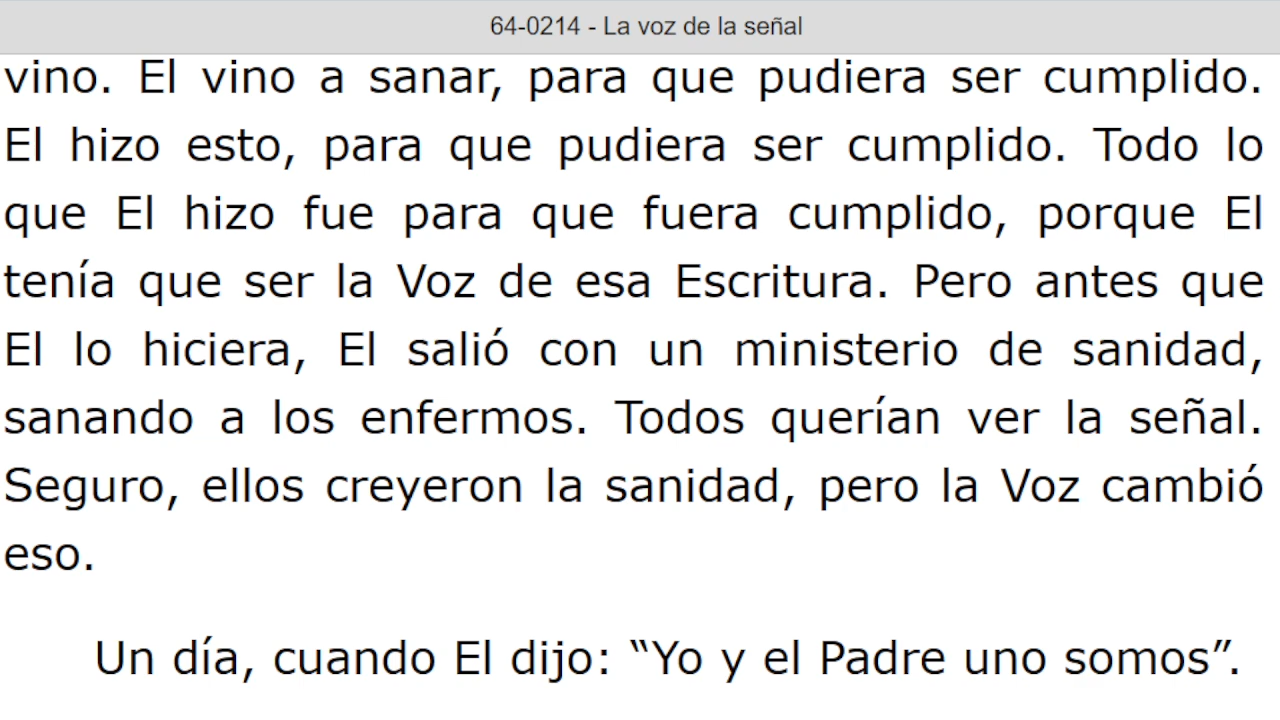 64-0214 - La voz de la señal
vino. El vino a sanar, para que pudiera ser cumplido.
El hizo esto, para que pudiera ser cumplido. Todo lo
que El hizo fue para que fuera cumplido, porque El
tenía que ser la Voz de esa Escritura. Pero antes que
El lo hiciera, El salió con un ministerio de sanidad,
sanando a los enfermos. Todos querían ver la señal.
Seguro, ellos creyeron la sanidad, pero la Voz cambió
eso.
Un día, cuando El dijo: “Yo y el Padre uno somos”.